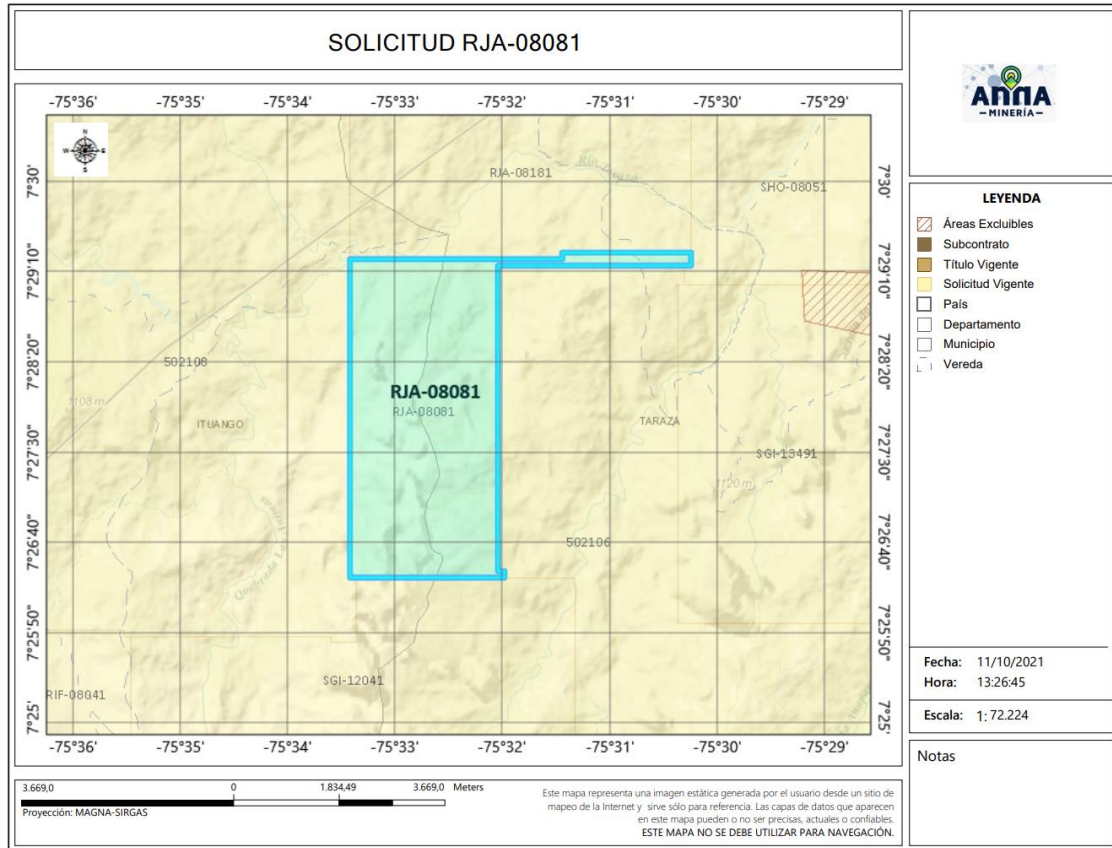 SOLICITUD RJA-08081
ANNA
-MINERÍA-
-75°36' -75°35' -75°34' -75°33' -75°32' -75°31' -75°30' -75°29'
N
W E
S
RJA-08181
SHO-08051
7°30' 7°30'
7°29'10" 7°29'10"
502108
7°28'20" 7°28'20"
1108 m
RJA-08081
RJA-08081
ITUANGO
TARAZA
7°27'30" 7°27'30"
SGI-13491
1120 m
502106
7°26'40" 7°26'40"
7°25'50" 7°25'50"
SGI-12041
RIF-08041
7°25' 7°25'
-75°36' -75°35' -75°34' -75°33' -75°32' -75°31' -75°30' -75°29'
LEYENDA
Áreas Excluibles
Subcontrato
Título Vigente
Solicitud Vigente
País
Departamento
Municipio
Vereda
Fecha: 11/10/2021
Hora: 13:26:45
Escala: 1: 72.224
Notas
3.669,0 0 1.834,49 3.669,0 Meters
Proyección: MAGNA-SIRGAS
Este mapa representa una imagen estática generada por el usuario desde un sitio de
mapeo de la Internet y sirve sólo para referencia. Las capas de datos que aparecen
en este mapa pueden o no ser precisas, actuales o confiables.
ESTE MAPA NO SE DEBE UTILIZAR PARA NAVEGACIÓN.